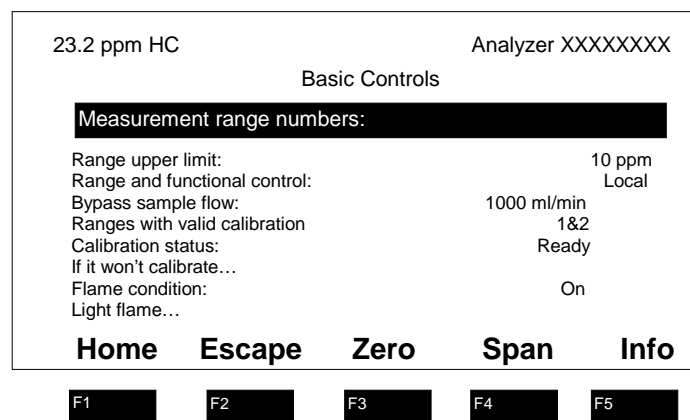 23.2 ppm HC Analyzer XXXXXXXX
Basic Controls
Measurement range numbers:
Range upper limit: 10 ppm
Range and functional control: Local
Bypass sample flow: 1000 ml/min
Ranges with valid calibration 1&2
Calibration status: Ready
If it won't calibrate…
Flame condition: On
Light flame…
Home Escape Zero Span Info
F1 F2 F3 F4 F5